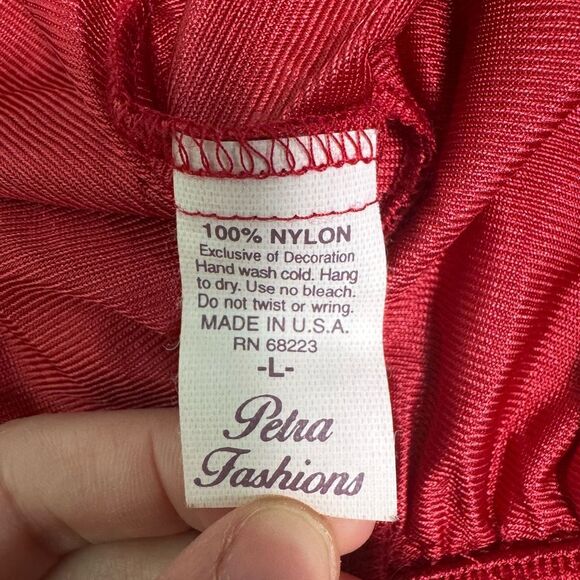 100% NYLON
Exclusive of Decoration
Hand wash cold. Hang
to dry. Use no bleach.
Do not twist or wring.
MADE IN U.S.A.
RN 68223
-L-
Petra
Fashions